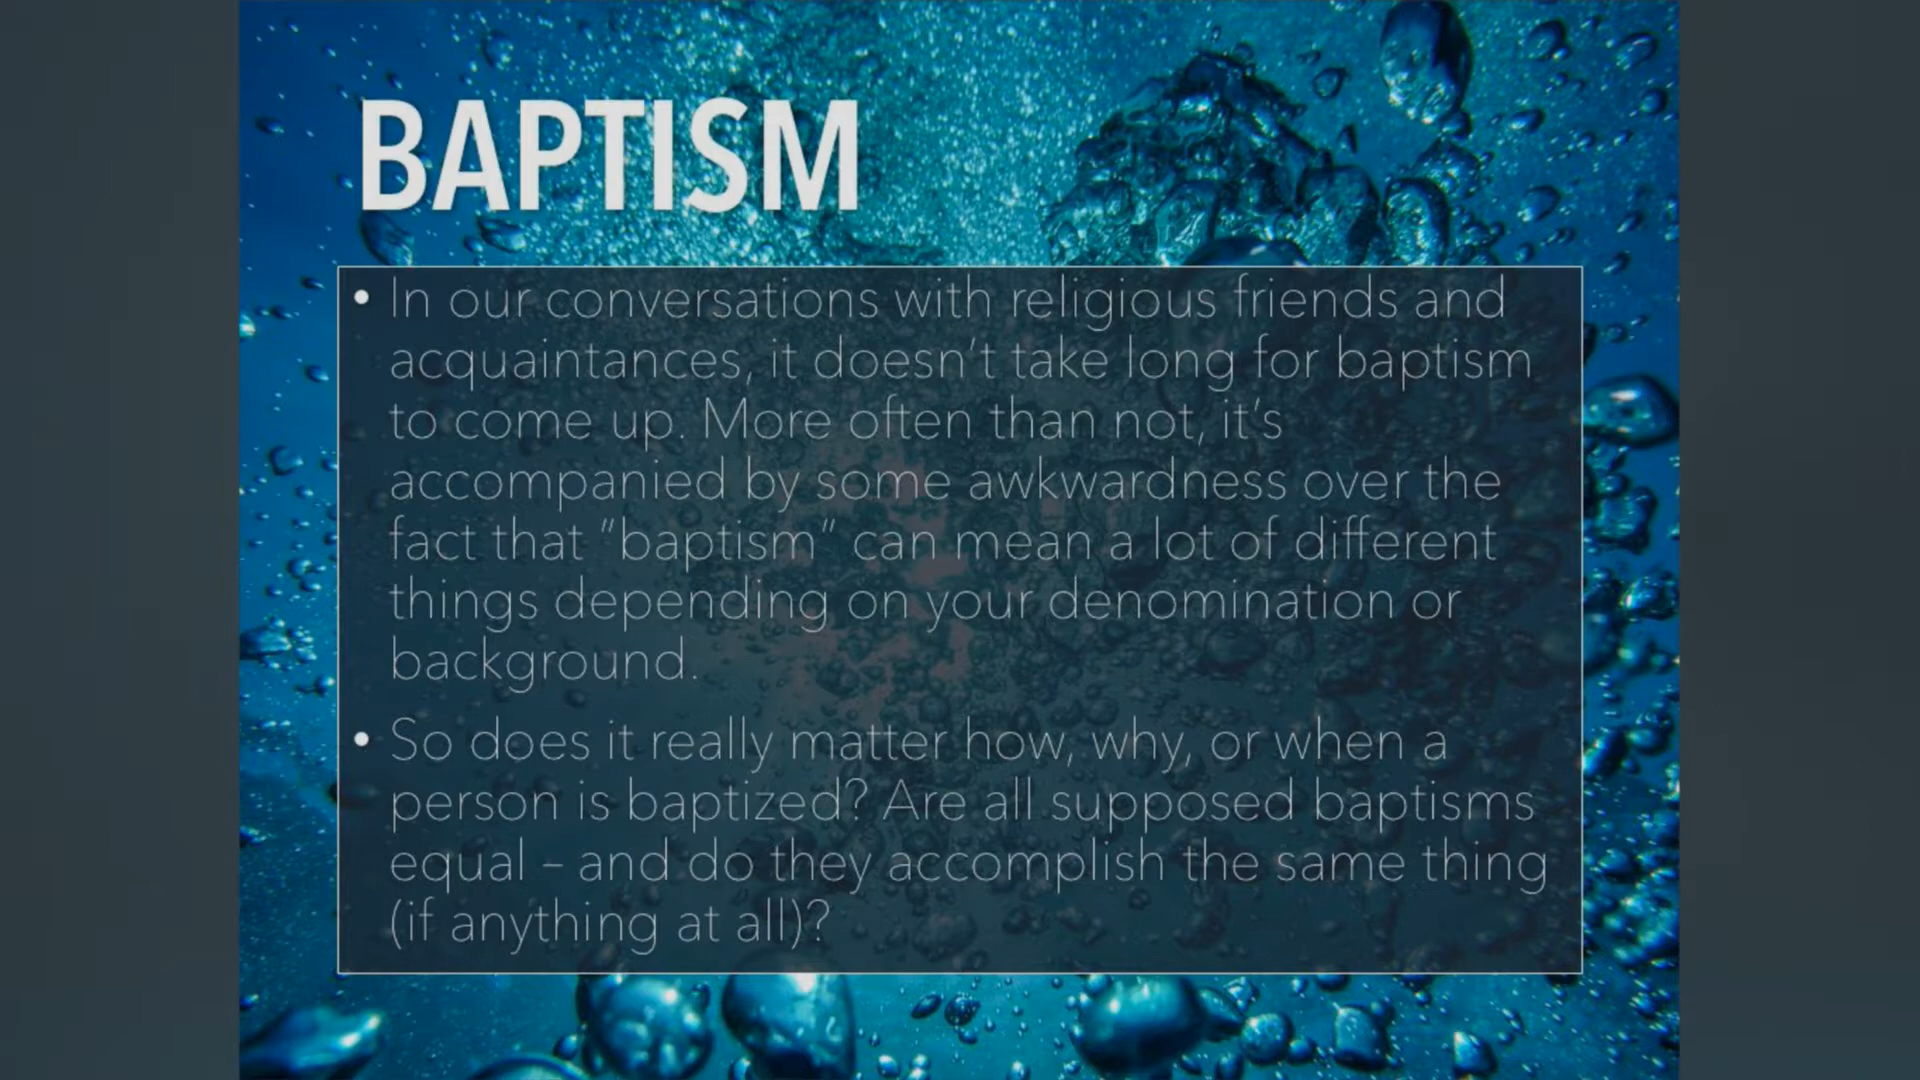 BAPTISM
• In our conversations with religious friends and
acquaintances, it doesn't take long for baptism
to come up. More often than not, it's
accompanied by some awkwardness over the
fact that "baptism" can mean a lot of different
things depending on your denomination or
background.
• So does it really matter how, why, or when a
person is baptized? Are all supposed baptisms
equal – and do they accomplish the same thing
(if anything at all)?